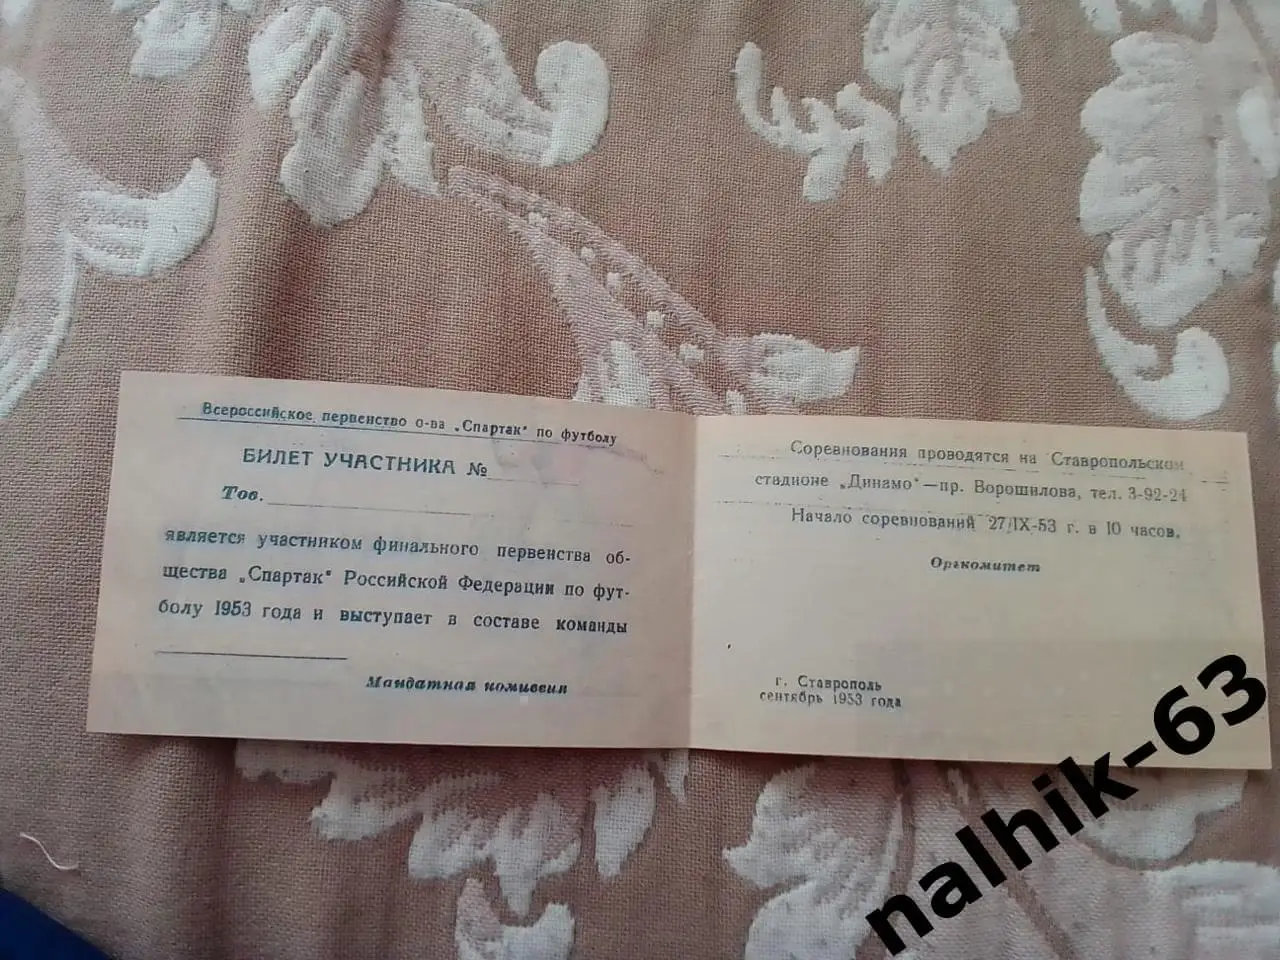 Всероссийское первенство о-ва „Спартак" по футболу
БИЛЕТ УЧАСТНИКА №
Тов.
является участником финального первенства об-
щества „Спартак" Российской Федерации по фут-
болу 1953 года и выступает в составе команды
Мандатная комиссия
Соревнования проводятся на Ставропольском
стадионе „Динамо"—пр. Ворошилова, тел. 3-92-24
Начало соревнований 27/IX-53 г. в 10 часов.
Оргкомитет
г. Ставрополь
сентябрь 1953 года
nalhik-63